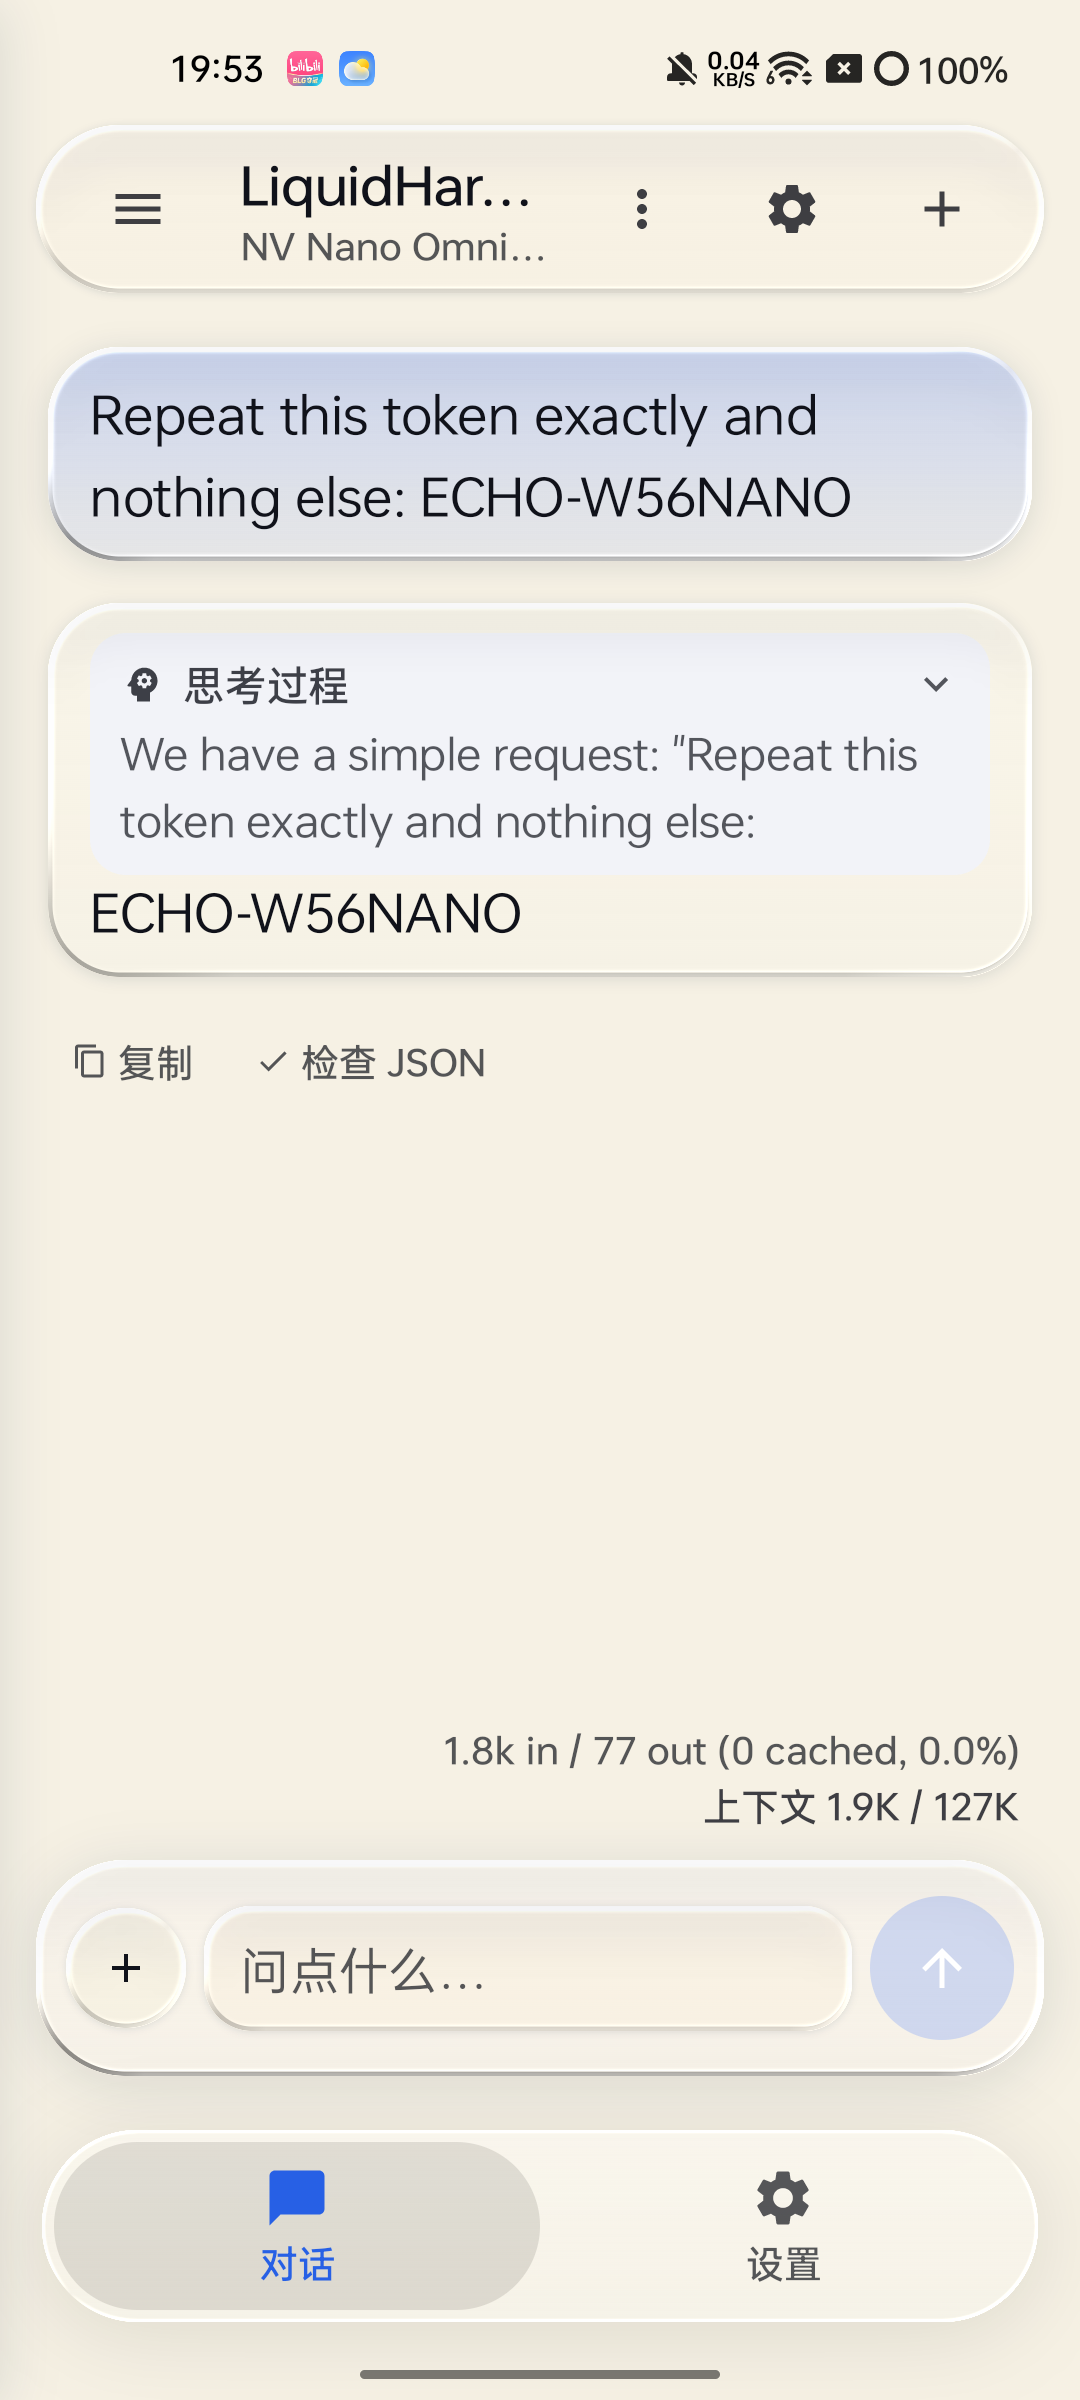 19:53
bilibili
0.04
KB/S
6
100%
LiquidHar...
NV Nano Omni...
Repeat this token exactly and
nothing else: ECHO-W56NANO
思考过程
We have a simple request: "Repeat this
token exactly and nothing else:
ECHO-W56NANO
复制
检查 JSON
1.8k in / 77 out (0 cached, 0.0%)
上下文 1.9K / 127K
问点什么...
对话
设置